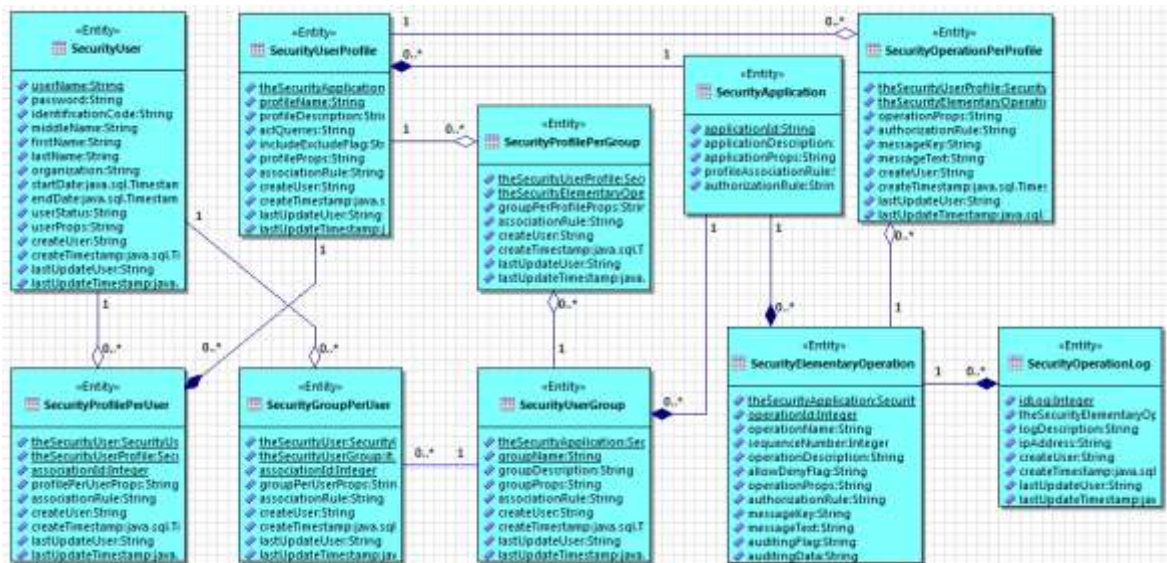 «Entity»
SecurityUser
userName:String
password:String
identifisationCode:String
middleName:String
firstName:String
lastName:String
organization:String
startDate:java.sql.Timestam
endDate:java.sql.Timestam
userStatus:String
userProps:String
createUser:String
createTimestamp:java.sql.T
lastUpdateUser:String
lastUpdateTimestamp:java.
«Entity»
SecurityUserProfile
theSecurityApplication
profileName:String
profileDescription:Strin
aclQueries:String
includeExcludeFlag:Str
profileProps:String
associationRule:String
createUser:String
createTimestamp:java.s
lastUpdateUser:String
lastUpdateTimestamp:j
«Entity»
SecurityProfilePerGroup
theSecurityUserProfile:Secu
theSecurityElementaryOpe
groupPerProfileProps:Strin
associationRule:String
createUser:String
createTimestamp:java.sql.T
lastUpdateUser:String
lastUpdateTimestamp:java.
«Entity»
SecurityApplication
applicationId:String
applicationDescription:
applicationProps:String
profileAssociationRule:
authorizationRule:Strin
«Entity»
SecurityOperationPerProfile
theSecurityUserProfile:Security
theSecurityElementaryOperati
operationProps:String
authorizationRule:String
messageKey:String
messageText:String
createUser:String
createTimestamp:java.sql.Times
lastUpdateUser:String
lastUpdateTimestamp:java.sql
1
0..*
0..*
1
1
0..*
1
1
1
0..*
1
0..*
1
0..*
0..*
1
0..*
1
1
0..*
0..*
1
0..*
1
1
0..*
«Entity»
SecurityProfilePerUser
theSecurityUser:SecurityUs
theSecurityUserProfile:Secu
associationId:Integer
profilePerUserProps:String
associationRule:String
createUser:String
createTimestamp:java.sql.Ti
lastUpdateUser:String
lastUpdateTimestamp:java.
«Entity»
SecurityGroupPerUser
theSecurityUser:Security
theSecurityUserGroup:it.
associationId:Integer
groupPerUserProps:Strin
associationRule:String
createUser:String
createTimestamp:java.sql
lastUpdateUser:String
lastUpdateTimestamp:jav
«Entity»
SecurityUserGroup
theSecurityApplication:Sec
groupName:String
groupDescription:String
groupProps:String
associationRule:String
createUser:String
createTimestamp:java.sql.T
lastUpdateUser:String
lastUpdateTimestamp:java.
«Entity»
SecurityElementaryOperation
theSecurityApplication:Securit
operationId:Integer
operationName:String
sequenceNumber:Integer
operationDescription:String
allowDenyFlag:String
operationProps:String
authorizationRule:String
messageKey:String
messageText:String
auditingFlag:String
auditingData:String
«Entity»
SecurityOperationLog
idLog:Integer
theSecurityElementaryOp
logDescription:String
ipAddress:String
createUser:String
createTimestamp:java.sql
lastUpdateUser:String
lastUpdateTimestamp:jav